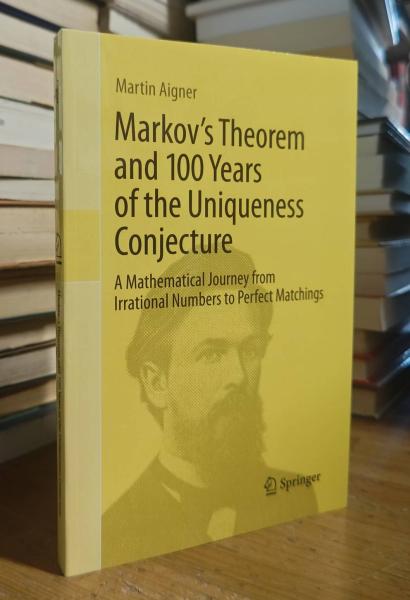 Martin Aigner
Markov's Theorem
and 100 Years
of the Uniqueness
Conjecture
A Mathematical Journey from
Irrational Numbers to Perfect Matchings
Springer